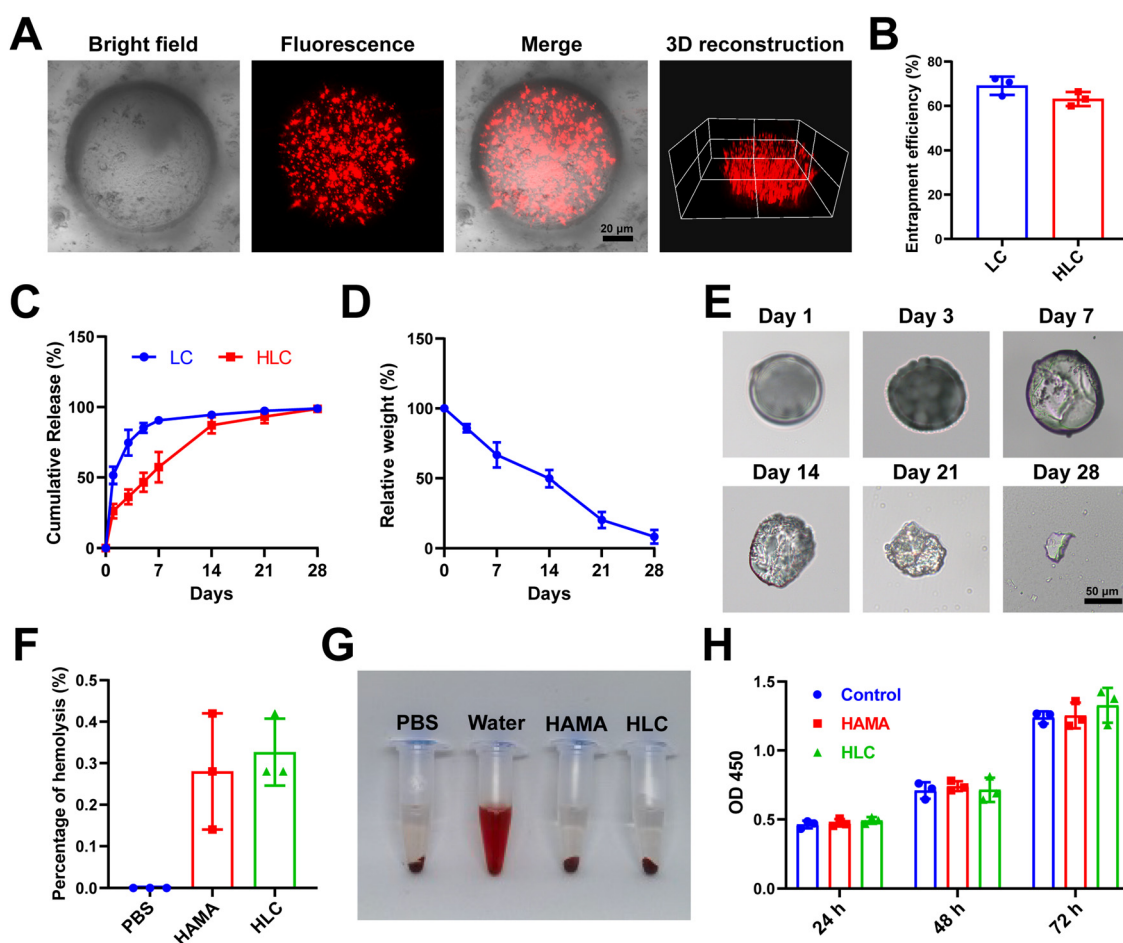 A
Bright field
Fluorescence
Merge
3D reconstruction
20 μm
B
Entrapment efficiency (%)
80
60
40
20
0
LC
HLC
C
Cumulative Release (%)
150
100
50
0
LC
HLC
0
7
14
21
28
Days
D
Relative weight (%)
150
100
50
0
0
7
14
21
28
Days
E
Day 1
Day 3
Day 7
Day 14
Day 21
Day 28
50 μm
F
Percentage of hemolysis (%)
0.5
0.4
0.3
0.2
0.1
0.0
PBS
HAMA
HLC
G
PBS
Water
HAMA
HLC
H
OD 450
1.5
1.0
0.5
0.0
Control
HAMA
HLC
24 h
48 h
72 h